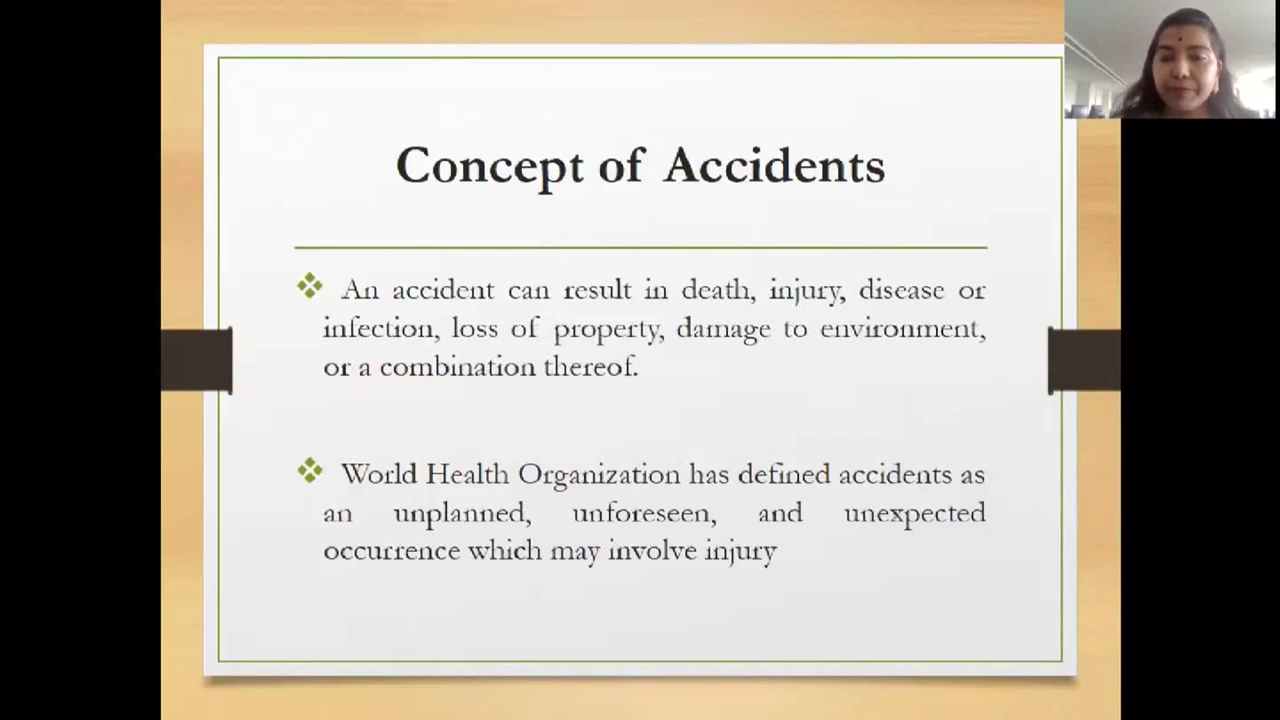 Concept of Accidents
An accident can result in death, injury, disease or
infection, loss of property, damage to environment,
or a combination thereof.
World Health Organization has defined accidents as
an unplanned, unforeseen, and unexpected
occurrence which may involve injury